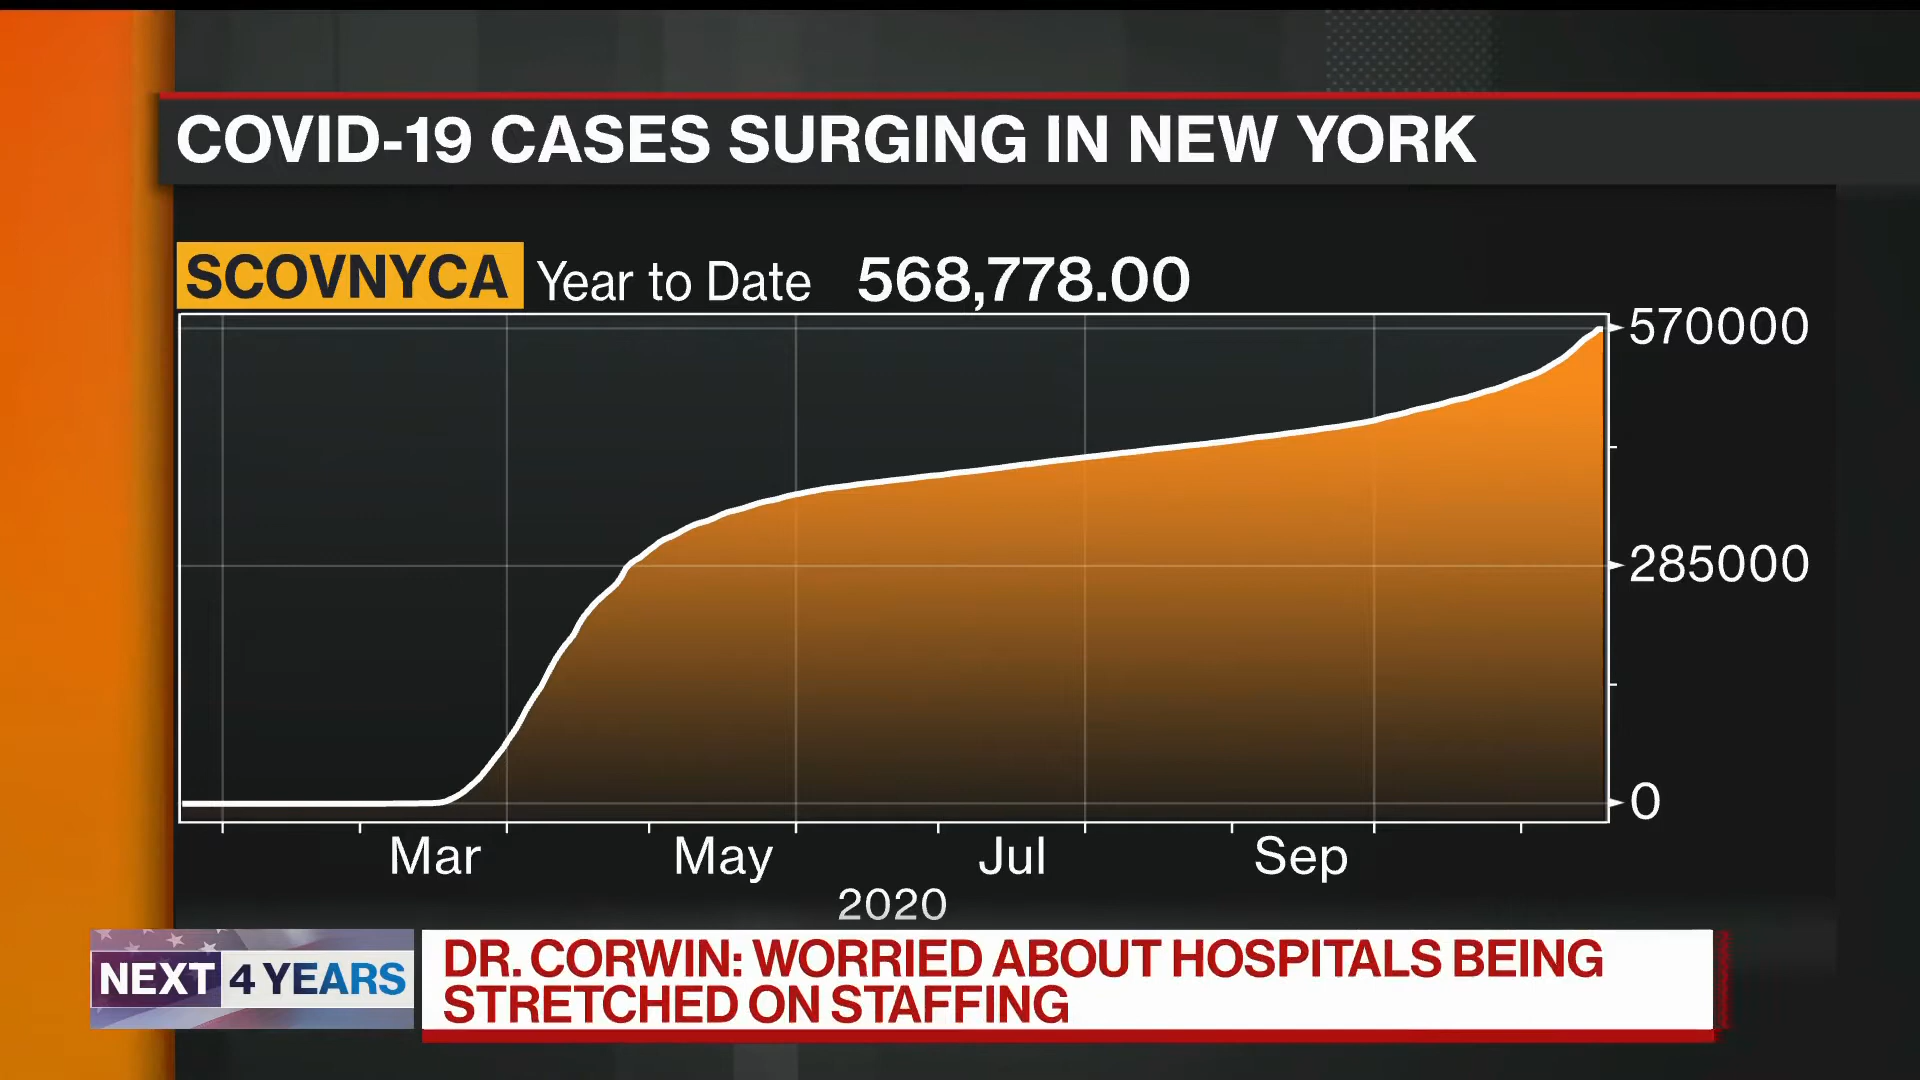 COVID-19 CASES SURGING IN NEW YORK
SCOVNYCA Year to Date 568,778.00
570000
285000
0
Mar May Jul Sep
2020
NEXT 4 YEARS
DR. CORWIN: WORRIED ABOUT HOSPITALS BEING
STRETCHED ON STAFFING